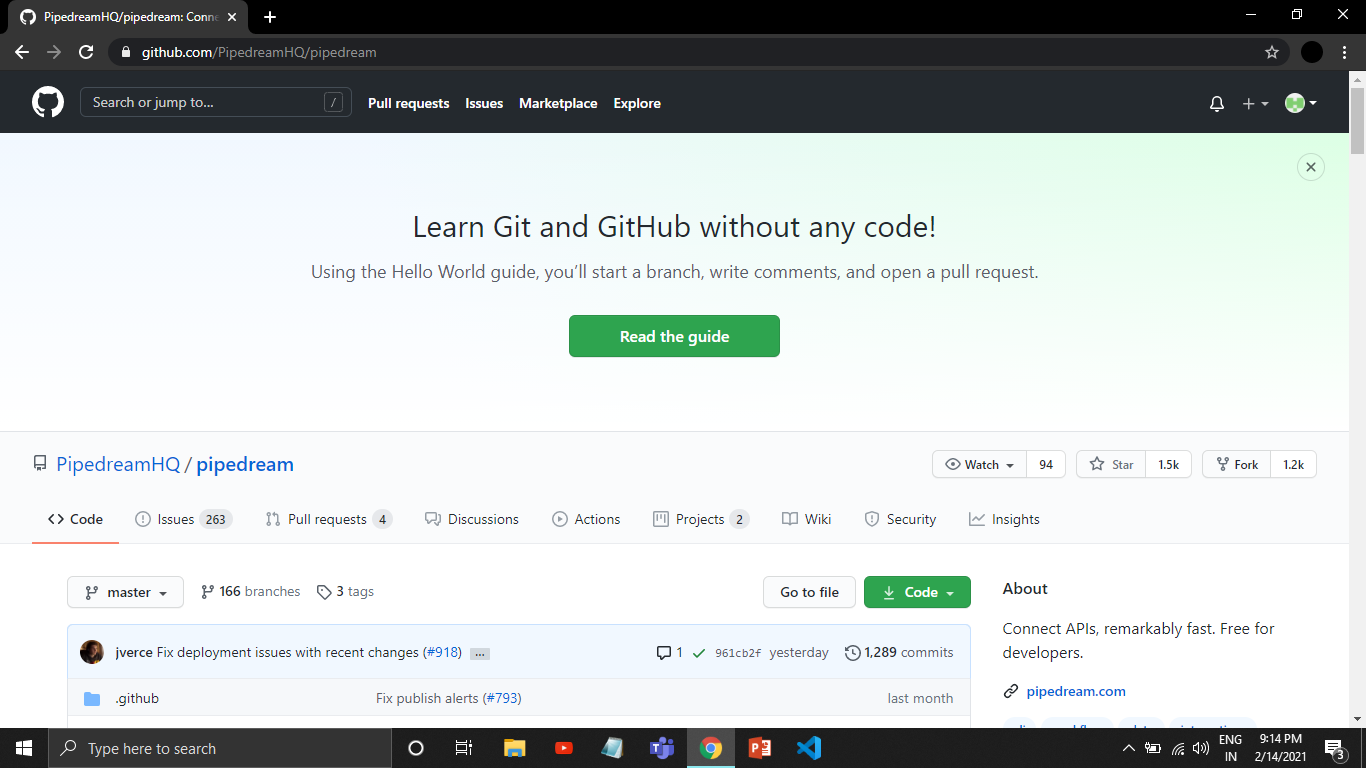 PipedreamHQ/pipedream: Conne
github.com/PipedreamHQ/pipedream
Search or jump to... /
Pull requests Issues Marketplace Explore
Learn Git and GitHub without any code!
Using the Hello World guide, you’ll start a branch, write comments, and open a pull request.
Read the guide
PipedreamHQ / pipedream
Watch 94 Star 1.5k Fork 1.2k
Code Issues 263 Pull requests 4 Discussions Actions Projects 2 Wiki Security Insights
master 166 branches 3 tags Go to file Code
About
Connect APIs, remarkably fast. Free for
developers.
jverce Fix deployment issues with recent changes (#918) ... 1 961cb2f yesterday 1,289 commits
pipedream.com
.github Fix publish alerts (#793) last month
Type here to search
ENG
IN
9:14 PM
2/14/2021
3